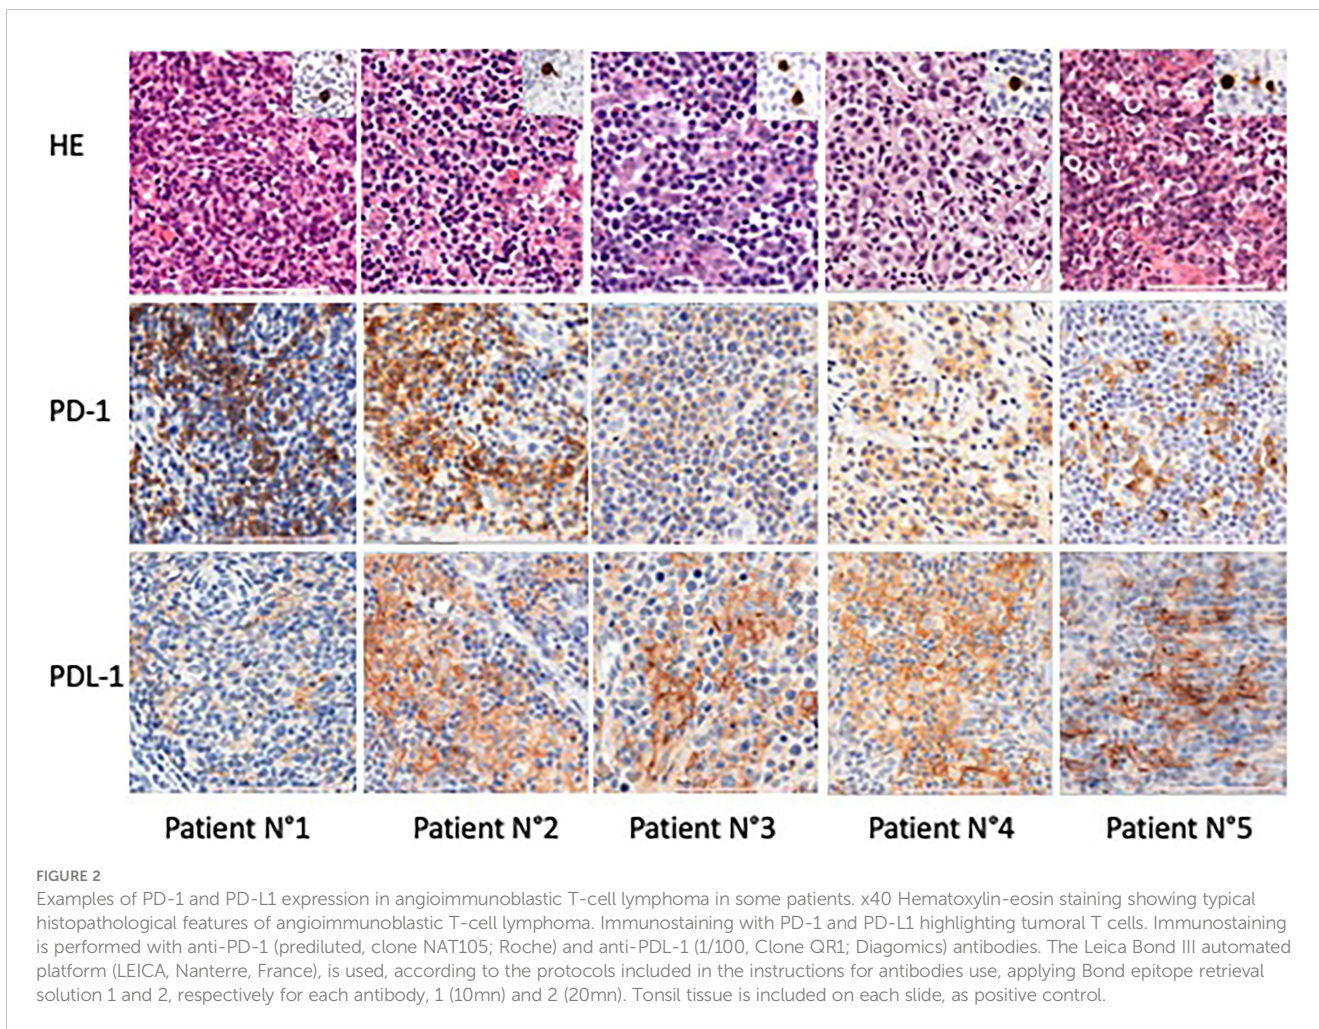 HE
PD-1
PDL-1
Patient N°1 Patient N°2 Patient N°3 Patient N°4 Patient N°5
FIGURE 2
Examples of PD-1 and PD-L1 expression in angioimmunoblastic T-cell lymphoma in some patients. x40 Hematoxylin-eosin staining showing typical
histopathological features of angioimmunoblastic T-cell lymphoma. Immunostaining with PD-1 and PD-L1 highlighting tumoral T cells. Immunostaining
is performed with anti-PD-1 (prediluted, clone NAT105; Roche) and anti-PDL-1 (1/100, Clone QR1; Diagomics) antibodies. The Leica Bond III automated
platform (LEICA, Nanterre, France), is used, according to the protocols included in the instructions for antibodies use, applying Bond epitope retrieval
solution 1 and 2, respectively for each antibody, 1 (10mn) and 2 (20mn). Tonsil tissue is included on each slide, as positive control.